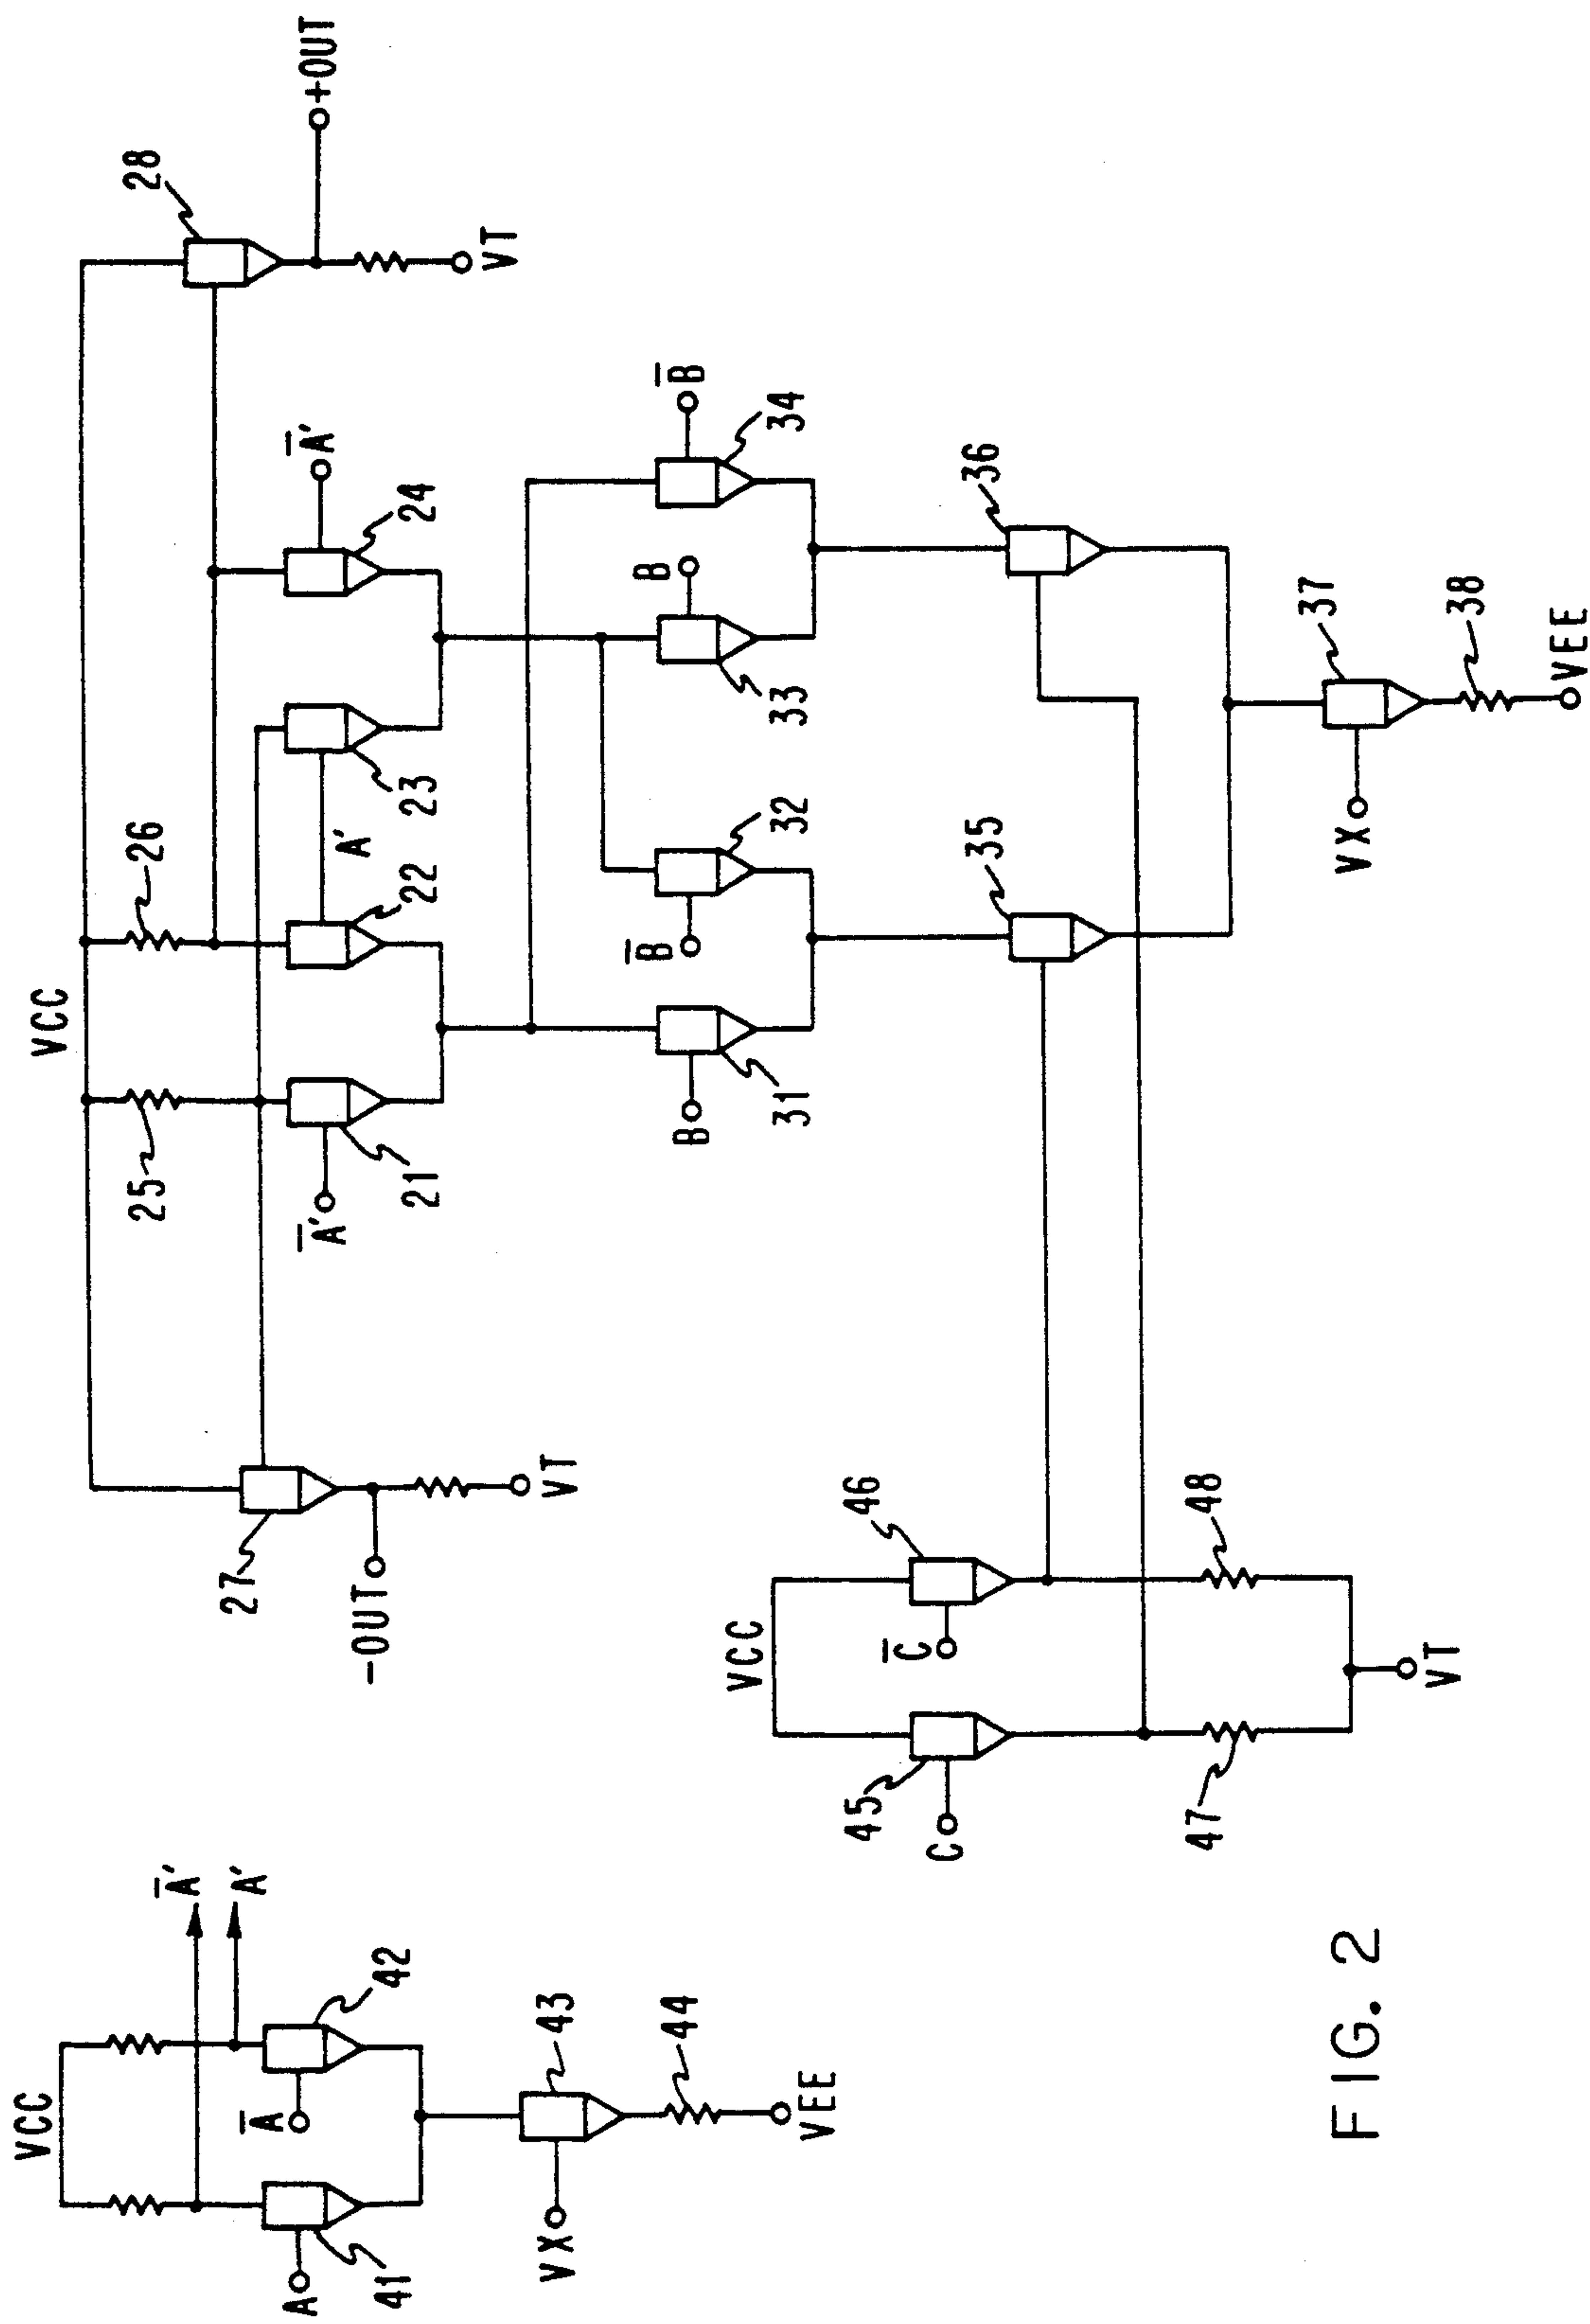 VCC
A̅'
A'
A
41
A̅
42
VX
43
44
VEE
VCC
25
26
28
+OUT
VT
27
-OUT
VT
A̅'
21
22
A'
23
24
A̅'
B
31
B̅
32
33
B
34
B̅
35
36
VCC
45
C
C̅
46
47
48
VT
VX
37
38
VEE
FIG. 2